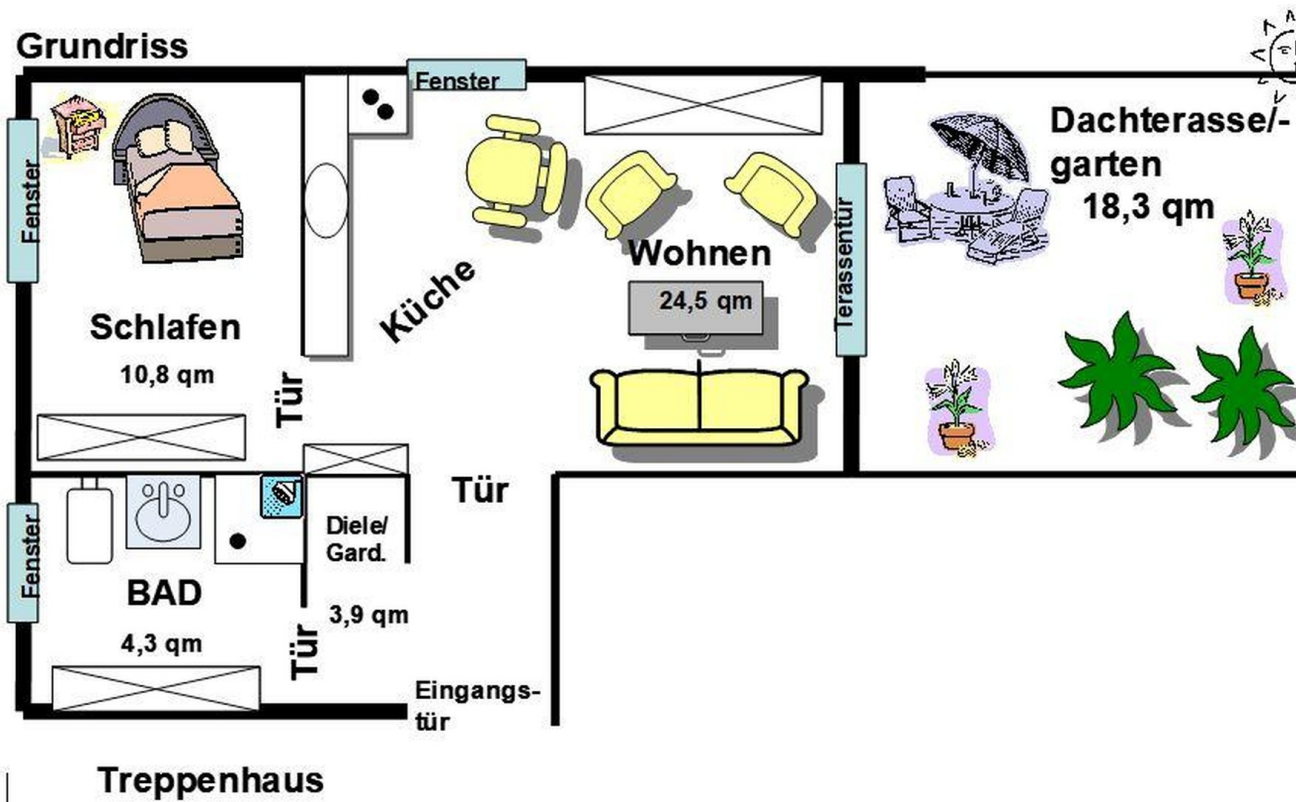 Grundriss
Fenster
Fenster
Dachterasse/-
garten
18,3 qm
Terassentür
Wohnen
24,5 qm
Küche
Schlafen
10,8 qm
Tür
Tür
Fenster
Diele/
Gard.
3,9 qm
BAD
4,3 qm
Tür
Eingangs-
tür
Treppenhaus